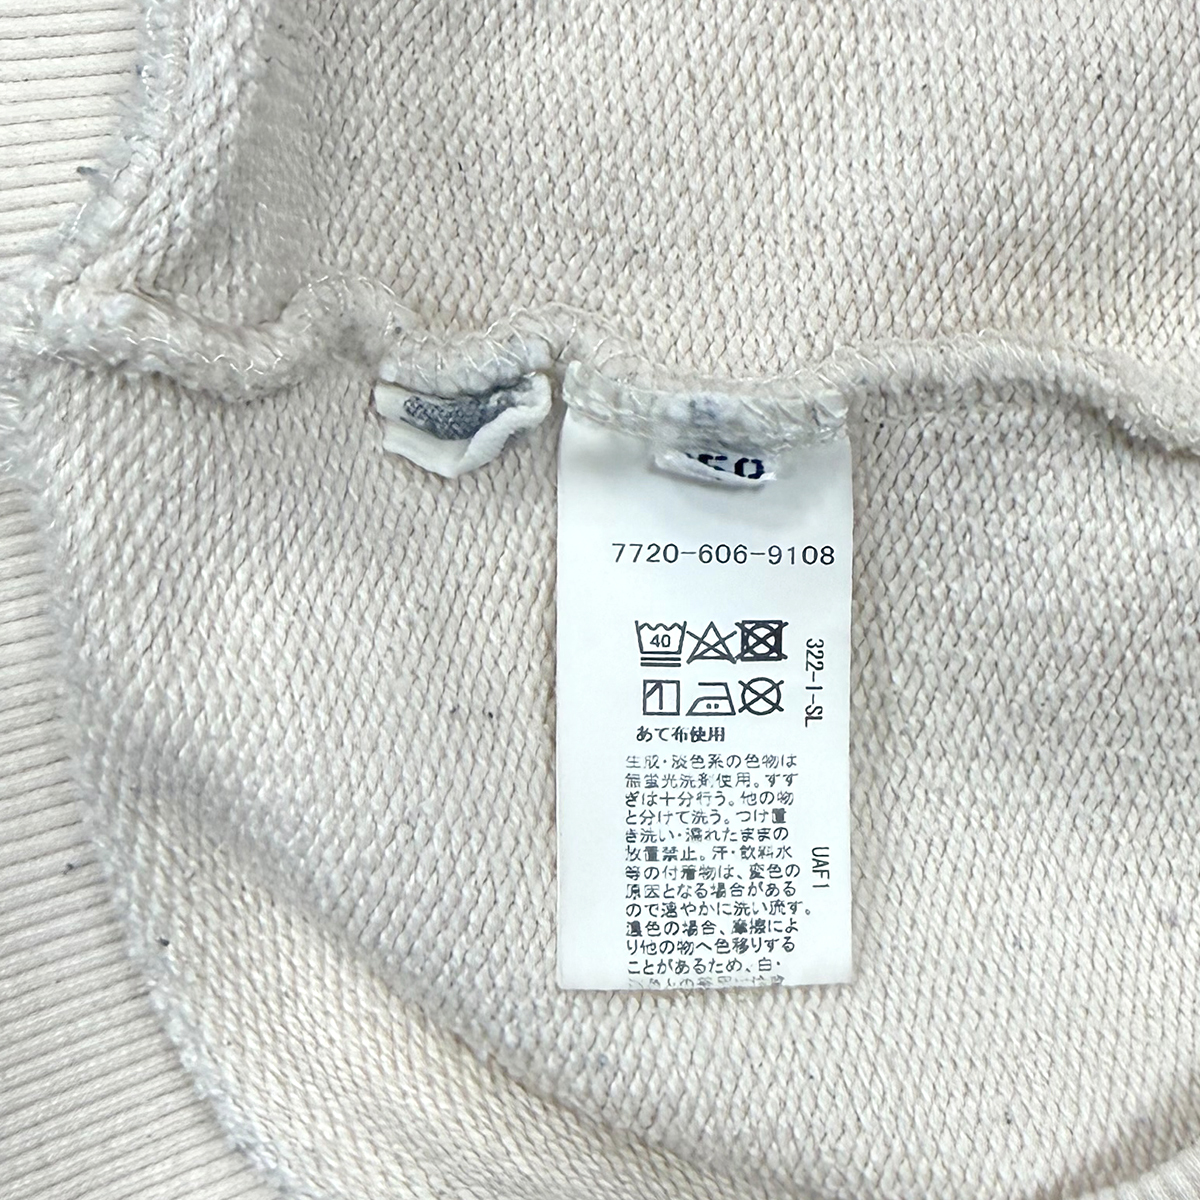 50
7720-606-9108
40
322-1-SL
あて布使用
生成・淡色系の色物は
無蛍光洗剤使用。すす
ぎは十分行う。他の物
と分けて洗う。つけ置
き洗い・濡れたままの
放置禁止。汗・飲料水
等の付着物は、変色の
原因となる場合がある
ので速やかに洗い流す。
濃色の場合、摩擦によ
り他の物へ色移りする
ことがあるため、白・
UAF1